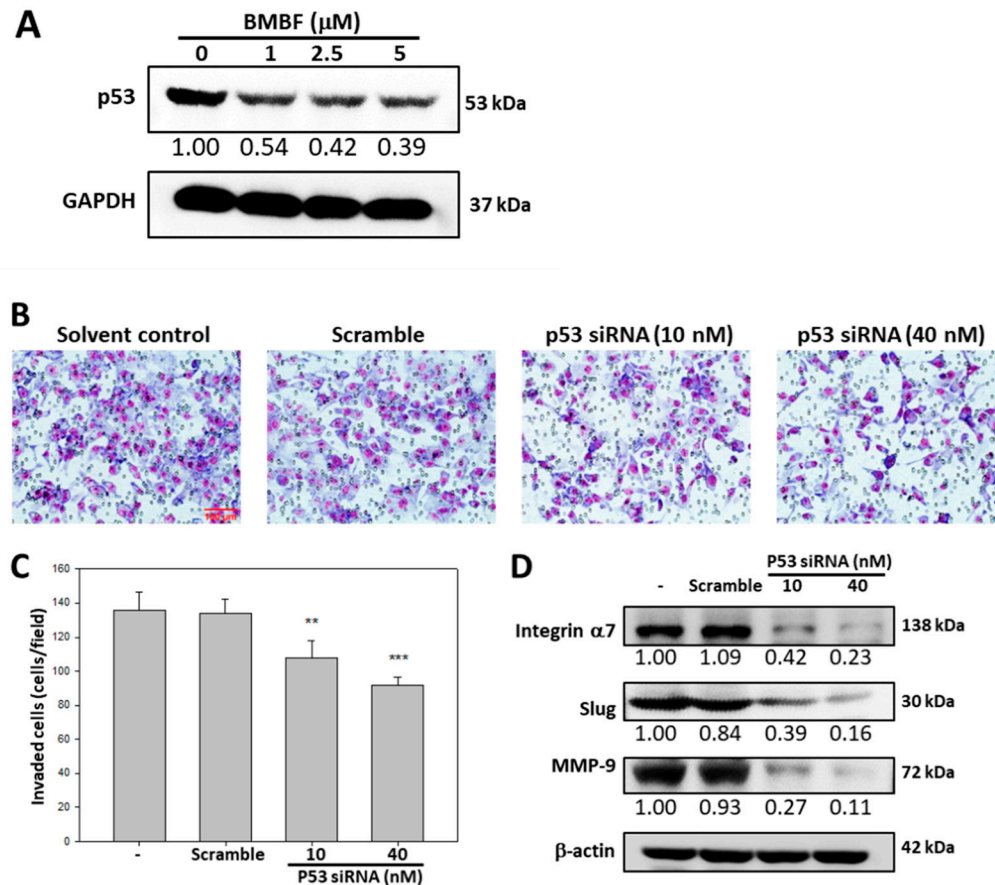 A
BMBF (μM)
0 1 2.5 5
p53 53 kDa
1.00 0.54 0.42 0.39
GAPDH 37 kDa
B
Solvent control Scramble p53 siRNA (10 nM) p53 siRNA (40 nM)
C
160
140
120
100
80
60
40
20
0
Invaded cells (cells/field)
** ***
- Scramble 10 40
P53 siRNA (nM)
D
P53 siRNA (nM)
- Scramble 10 40
Integrin α7 138 kDa
1.00 1.09 0.42 0.23
Slug 30 kDa
1.00 0.84 0.39 0.16
MMP-9 72 kDa
1.00 0.93 0.27 0.11
β-actin 42 kDa